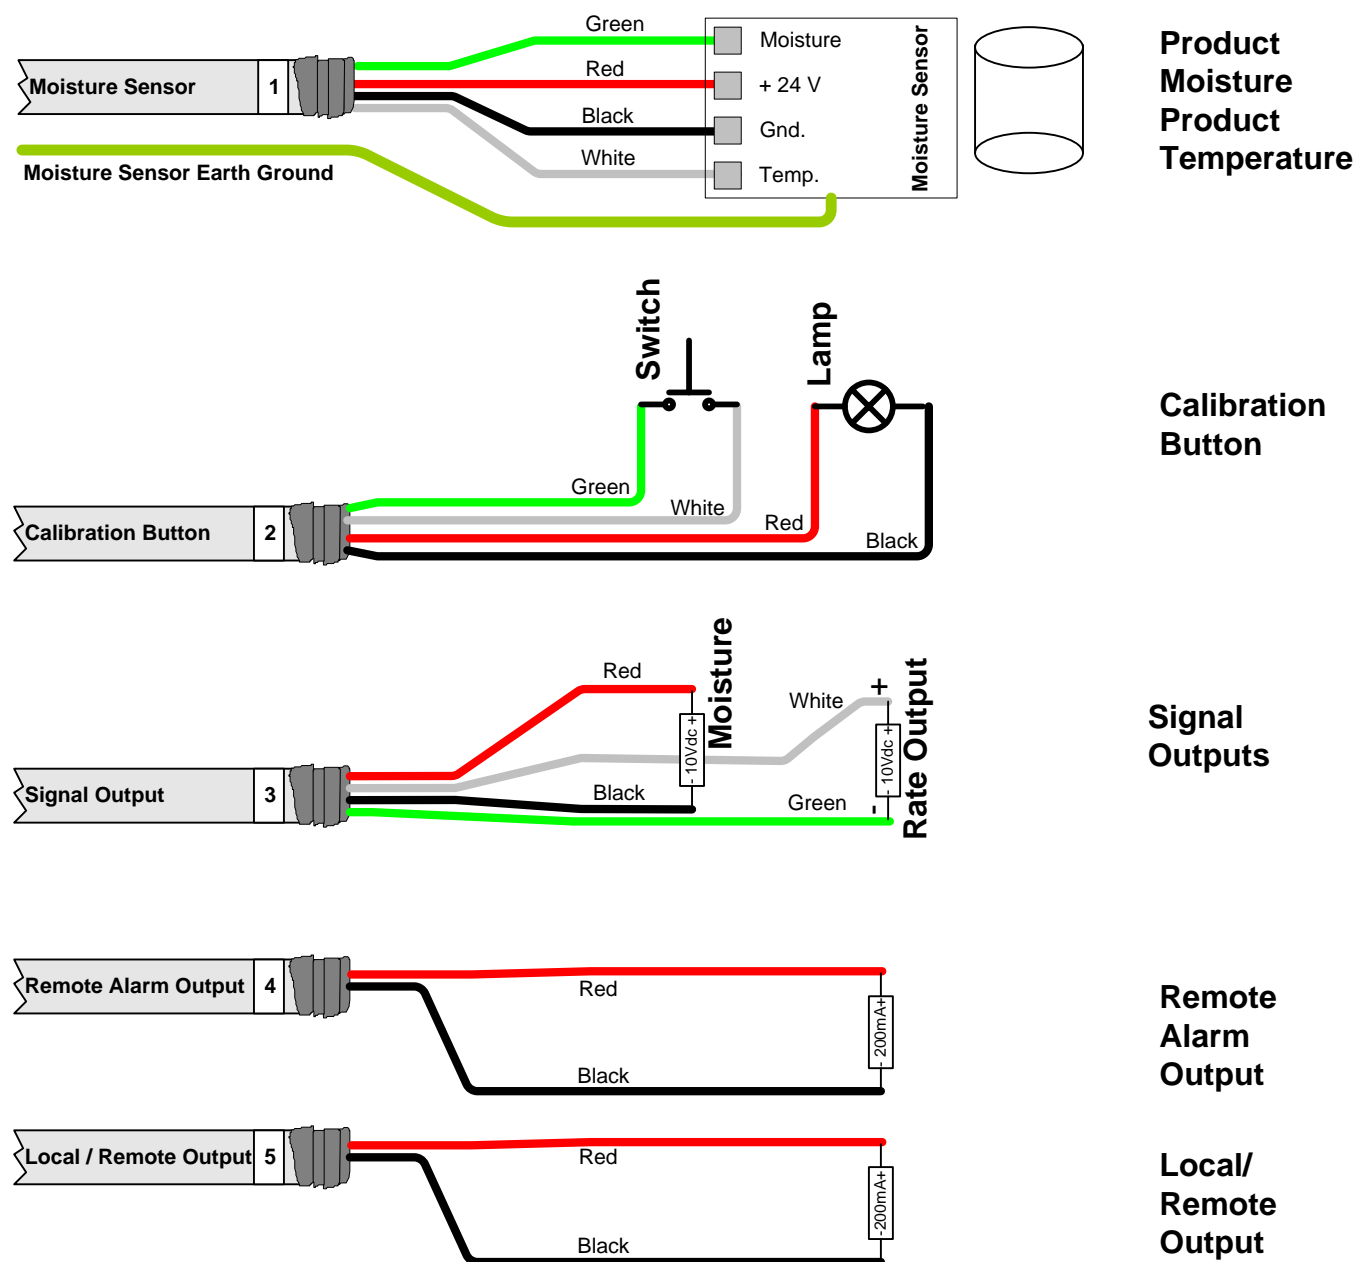 Green
Moisture
Red
+ 24 V
Black
Gnd.
White
Temp.
Moisture Sensor
Moisture Sensor
1
Moisture Sensor Earth Ground
Product
Moisture
Product
Temperature
Switch
Lamp
Green
White
Red
Black
Calibration Button
2
Calibration
Button
Red
Moisture
- 10Vdc +
White
+
Rate Output
- 10Vdc +
Black
Green
-
Signal Output
3
Signal
Outputs
Remote Alarm Output
4
Red
- 200mA+
Black
Remote
Alarm
Output
Local / Remote Output
5
Red
-200mA+
Black
Local/
Remote
Output